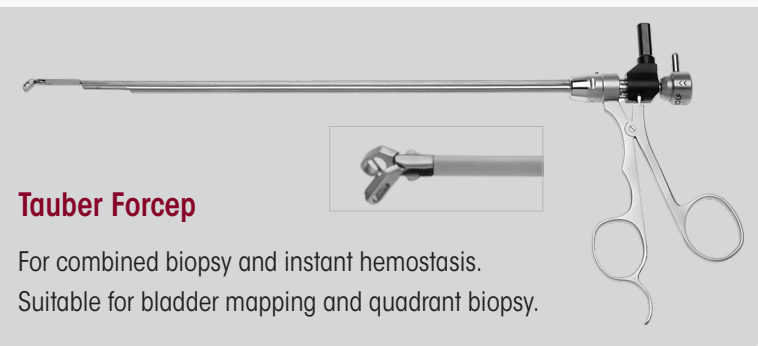 Tauber Forcep
For combined biopsy and instant hemostasis.
Suitable for bladder mapping and quadrant biopsy.